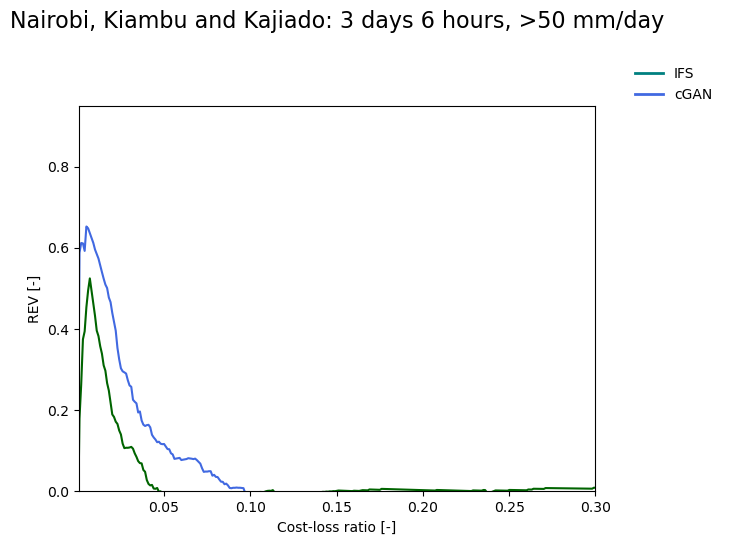 Nairobi, Kiambu and Kajiado: 3 days 6 hours, >50 mm/day
IFS
cGAN
0.8
0.6
0.4
0.2
0.0
REV [-]
0.05 0.10 0.15 0.20 0.25 0.30
Cost-loss ratio [-]